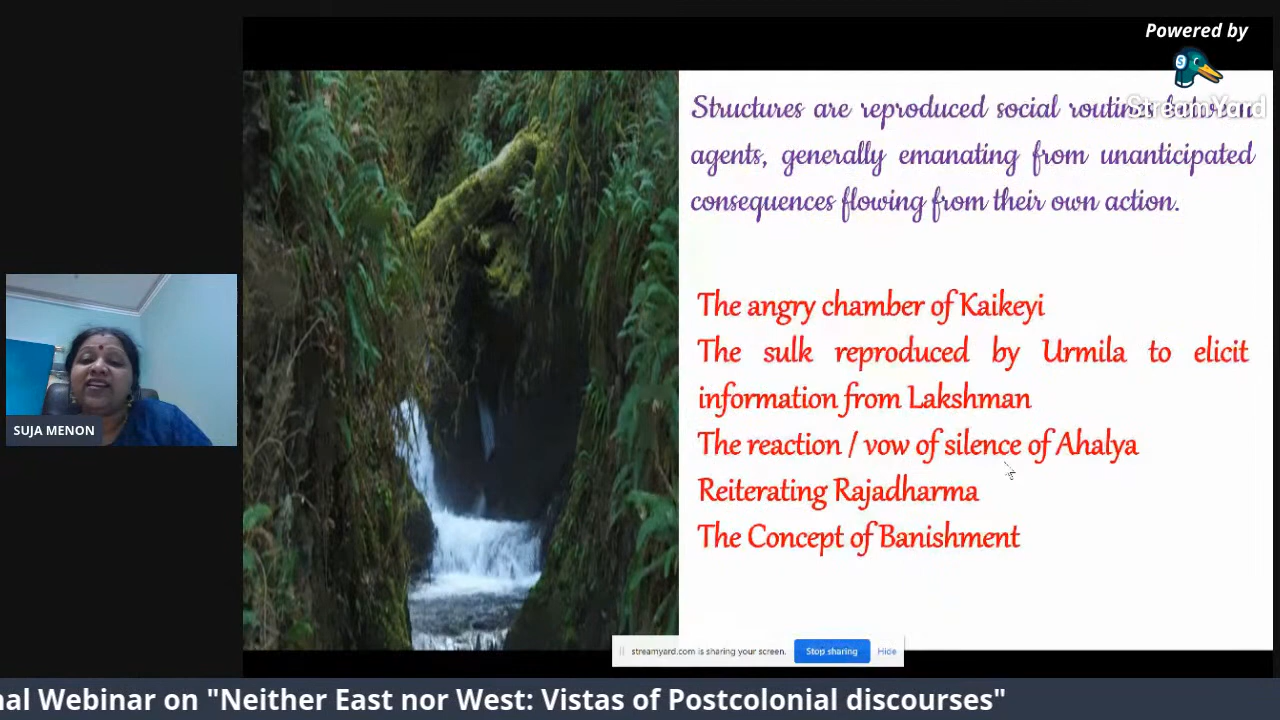 Powered by
StreamYard
Structures are reproduced social routines between
agents, generally emanating from unanticipated
consequences flowing from their own action.
The angry chamber of Kaikeyi
The sulk reproduced by Urmila to elicit
information from Lakshman
The reaction / vow of silence of Ahalya
Reiterating Rajadharma
The Concept of Banishment
SUJA MENON
streamyard.com is sharing your screen. Stop sharing Hide
nal Webinar on "Neither East nor West: Vistas of Postcolonial discourses"